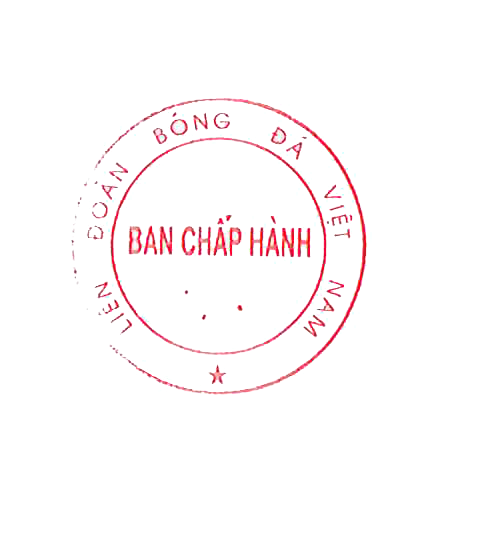 LIÊN ĐOÀN BÓNG ĐÁ VIỆT NAM
BAN CHẤP HÀNH